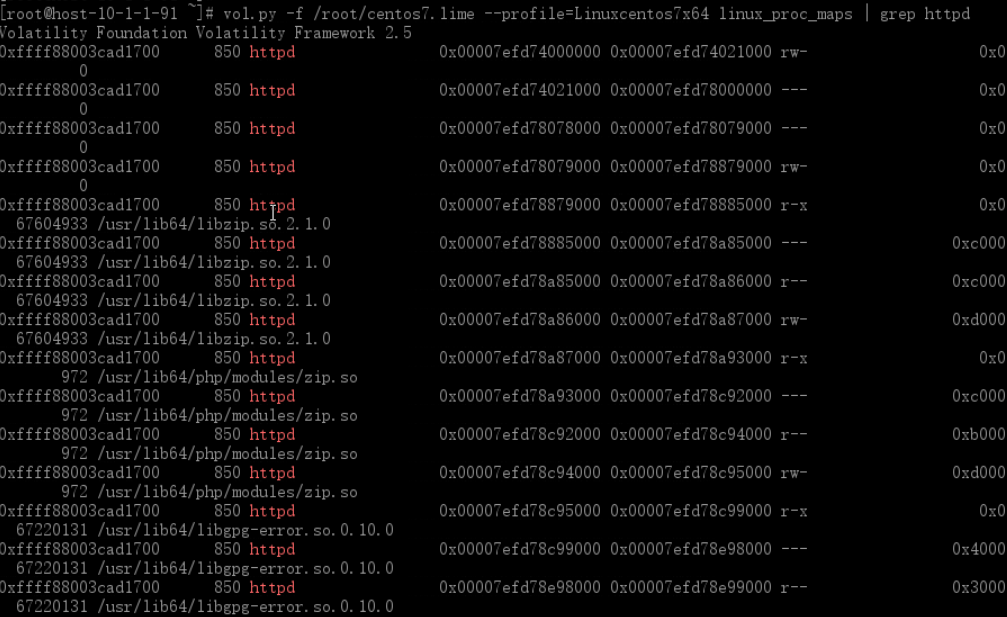 [root@host-10-1-1-91 ~]# vol.py -f /root/centos7.lime --profile=Linuxcentos7x64 linux_proc_maps | grep httpd
Volatility Foundation Volatility Framework 2.5
0xffff88003cad1700 850 httpd 0x00007efd74000000 0x00007efd74021000 rw- 0x0
0
0xffff88003cad1700 850 httpd 0x00007efd74021000 0x00007efd78000000 --- 0x0
0
0xffff88003cad1700 850 httpd 0x00007efd78078000 0x00007efd78079000 --- 0x0
0
0xffff88003cad1700 850 httpd 0x00007efd78079000 0x00007efd78879000 rw- 0x0
0
0xffff88003cad1700 850 httpd 0x00007efd78879000 0x00007efd78885000 r-x 0x0
67604933 /usr/lib64/libzip.so.2.1.0
0xffff88003cad1700 850 httpd 0x00007efd78885000 0x00007efd78a85000 --- 0xc000
67604933 /usr/lib64/libzip.so.2.1.0
0xffff88003cad1700 850 httpd 0x00007efd78a85000 0x00007efd78a86000 r-- 0xc000
67604933 /usr/lib64/libzip.so.2.1.0
0xffff88003cad1700 850 httpd 0x00007efd78a86000 0x00007efd78a87000 rw- 0xd000
67604933 /usr/lib64/libzip.so.2.1.0
0xffff88003cad1700 850 httpd 0x00007efd78a87000 0x00007efd78a93000 r-x 0x0
972 /usr/lib64/php/modules/zip.so
0xffff88003cad1700 850 httpd 0x00007efd78a93000 0x00007efd78c92000 --- 0xc000
972 /usr/lib64/php/modules/zip.so
0xffff88003cad1700 850 httpd 0x00007efd78c92000 0x00007efd78c94000 r-- 0xb000
972 /usr/lib64/php/modules/zip.so
0xffff88003cad1700 850 httpd 0x00007efd78c94000 0x00007efd78c95000 rw- 0xd000
972 /usr/lib64/php/modules/zip.so
0xffff88003cad1700 850 httpd 0x00007efd78c95000 0x00007efd78c99000 r-x 0x0
67220131 /usr/lib64/libgpg-error.so.0.10.0
0xffff88003cad1700 850 httpd 0x00007efd78c99000 0x00007efd78e98000 --- 0x4000
67220131 /usr/lib64/libgpg-error.so.0.10.0
0xffff88003cad1700 850 httpd 0x00007efd78e98000 0x00007efd78e99000 r-- 0x3000
67220131 /usr/lib64/libgpg-error.so.0.10.0